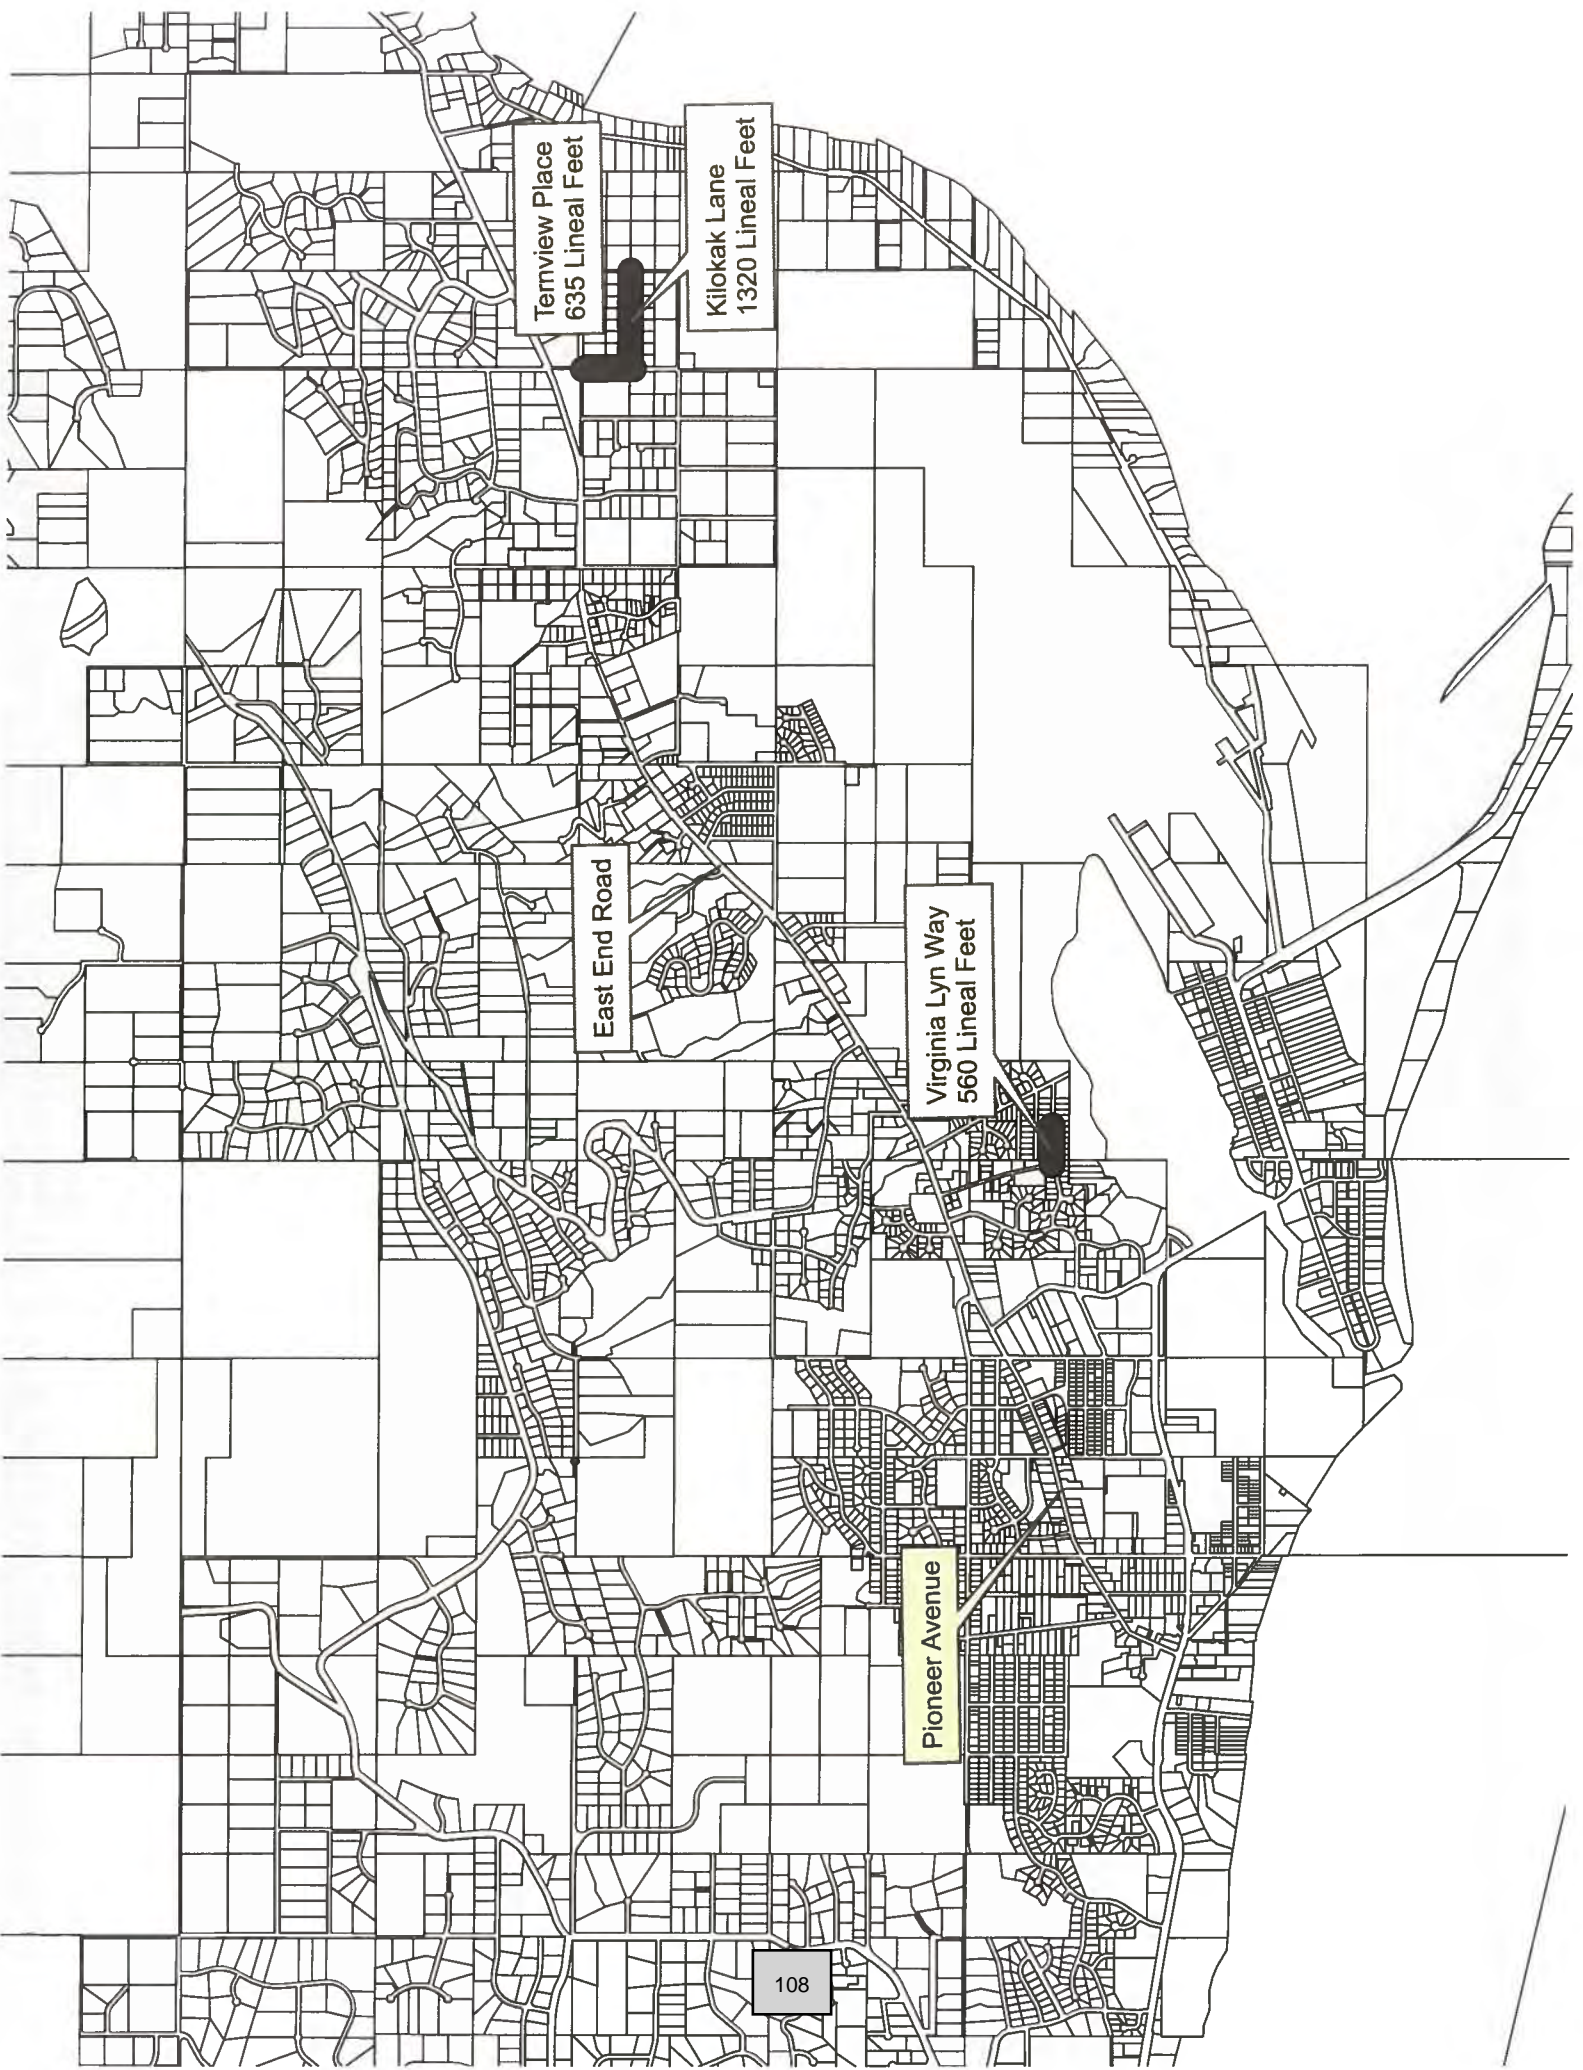 Ternview Place
635 Lineal Feet
Kilokak Lane
1320 Lineal Feet
East End Road
Virginia Lyn Way
560 Lineal Feet
Pioneer Avenue
108